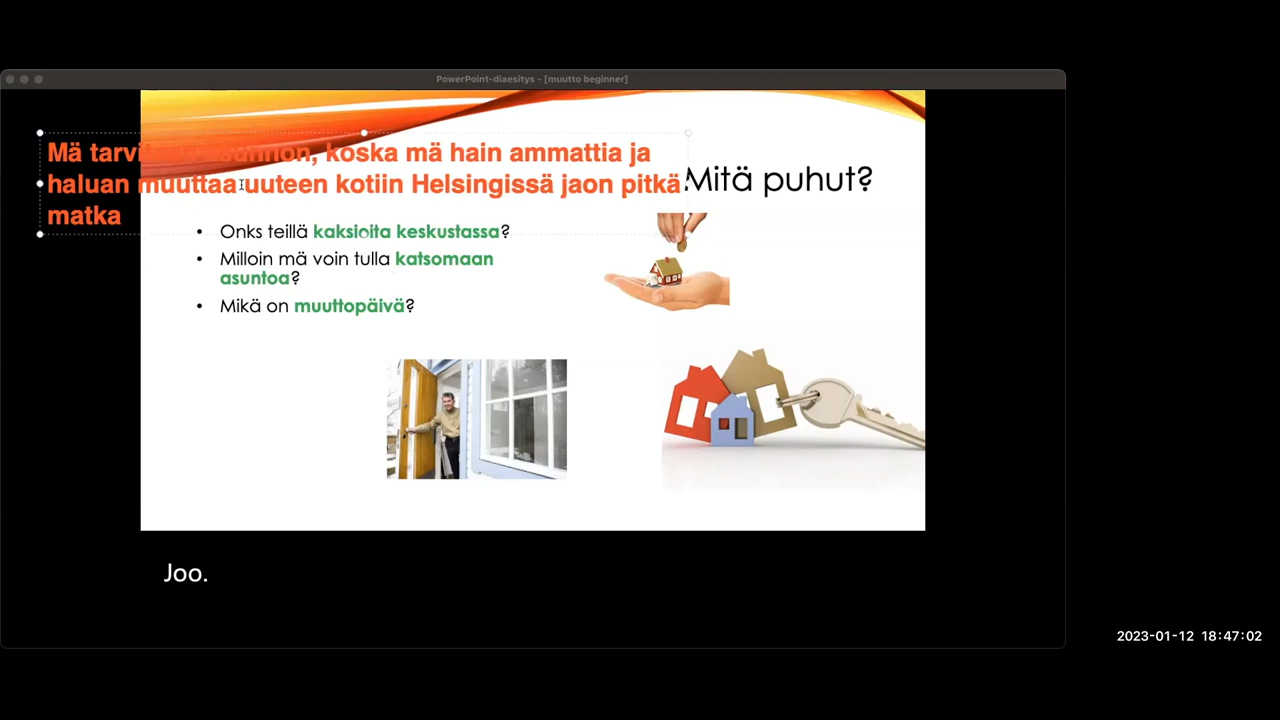 PowerPoint-diaesitys - [muutto beginner]
Mä koska mä hain ammattia ja
haluan muuttaa uuteen kotiin Helsingissä jaon pitkä
matka
Mitä puhut?
• Onks teillä kaksioita keskustassa?
• Milloin mä voin tulla katsomaan
asuntoa?
• Mikä on muuttopäivä?
Joo.
2023-01-12 18:47:02